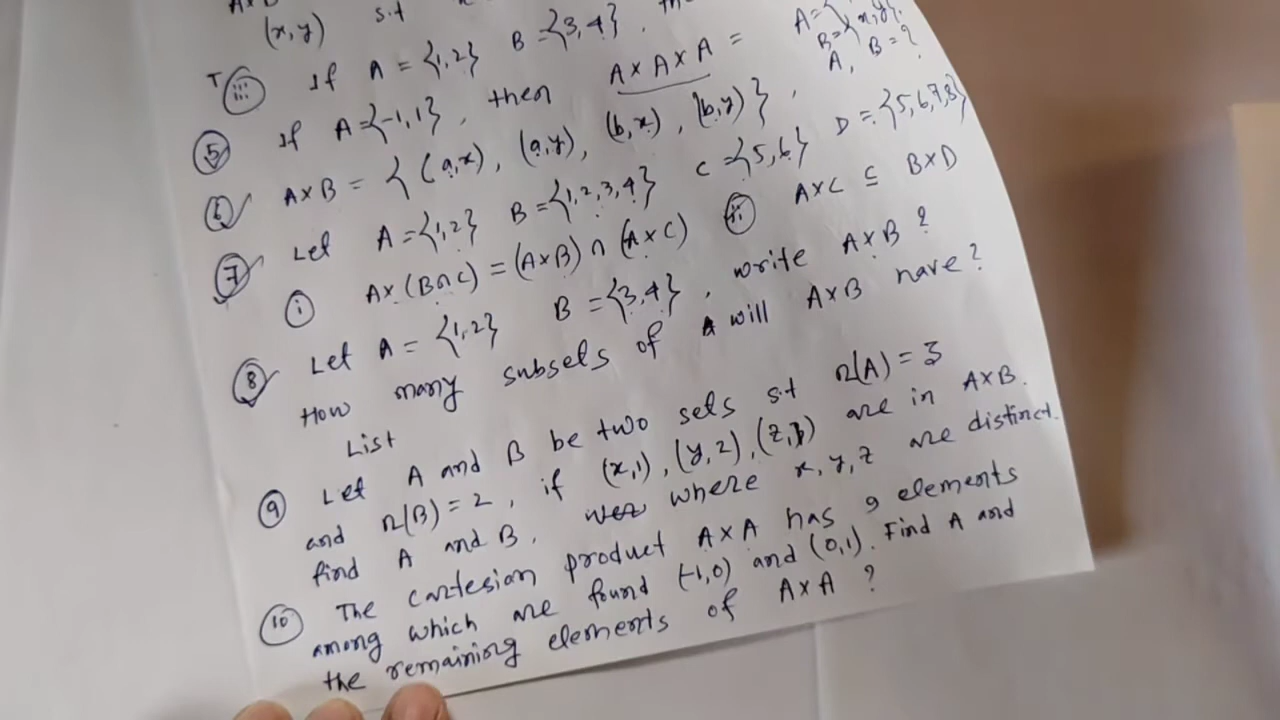 (x,y) s.t
T (iii) If A = {1,2} B = {3,4},
(5) If A = {-1,1}, then A×A×A =
(6) A×B = { (a,x), (a,y), (b,x), (b,y) }, A, B = ?
A={
B={x,y}.
(7) Let A = {1,2} B = {1,2,3,4} C = {5,6} D = {5,6,7,8}
(i) A×(B∩C) = (A×B) ∩ (A×C) (ii) A×C ⊆ B×D
(8) Let A = {1,2} B = {3,4}, write A×B ?
How many subsets of will A×B have ?
List
(9) Let A and B be two sets s.t n(A) = 3
and n(B) = 2, if (x,1), (y,2), (z,1) are in A×B.
find A and B, where x, y, z are distinct.
(10) The cartesian product A×A has 9 elements
among which are found (-1,0) and (0,1). Find A and
the remaining elements of A×A ?